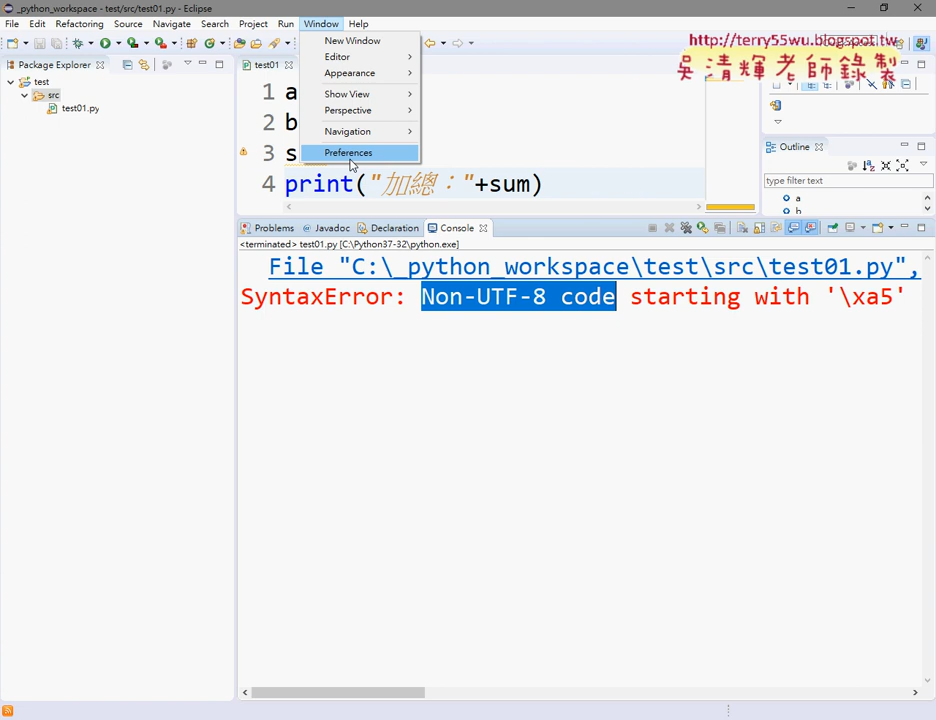 _python_workspace - test/src/test01.py - Eclipse
File Edit Refactoring Source Navigate Search Project Run Window Help
http://terry55wu.blogspot.tw
吳清輝老師錄製
Package Explorer
test
src
test01.py
test01
1 a
2 b
3 s
4 print("加總："+sum)
New Window
Editor
Appearance
Show View
Perspective
Navigation
Preferences
Outline
type filter text
a
b
Problems Javadoc Declaration Console
<terminated> test01.py [C:\Python37-32\python.exe]
File "C:\_python_workspace\test\src\test01.py",
SyntaxError: Non-UTF-8 code starting with '\xa5'